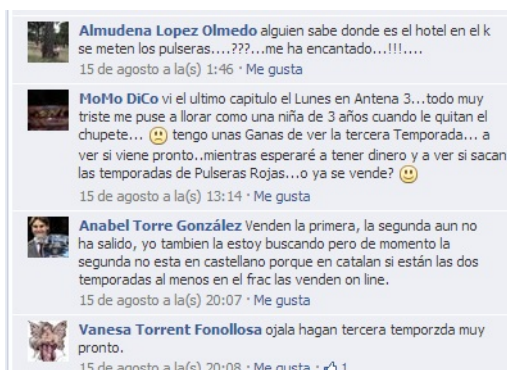 Almudena Lopez Olmedo alguien sabe donde es el hotel en el k
se meten los pulseras....???...me ha encantado...!!!....
15 de agosto a la(s) 1:46 · Me gusta
MoMo DiCo vi el ultimo capitulo el Lunes en Antena 3...todo muy
triste me puse a llorar como una niña de 3 años cuando le quitan el
chupete... tengo unas Ganas de ver la tercera Temporada... a
ver si viene pronto..mientras esperaré a tener dinero y a ver si sacan
las temporadas de Pulseras Rojas...o ya se vende?
15 de agosto a la(s) 13:14 · Me gusta
Anabel Torre González Venden la primera, la segunda aun no
ha salido, yo tambien la estoy buscando pero de momento la
segunda no esta en castellano porque en catalan si están las dos
temporadas al menos en el frac las venden on line.
15 de agosto a la(s) 20:07 · Me gusta
Vanesa Torrent Fonollosa ojala hagan tercera temporzda muy
pronto.
15 de agosto a la(s) 20:08 · Me gusta · 1